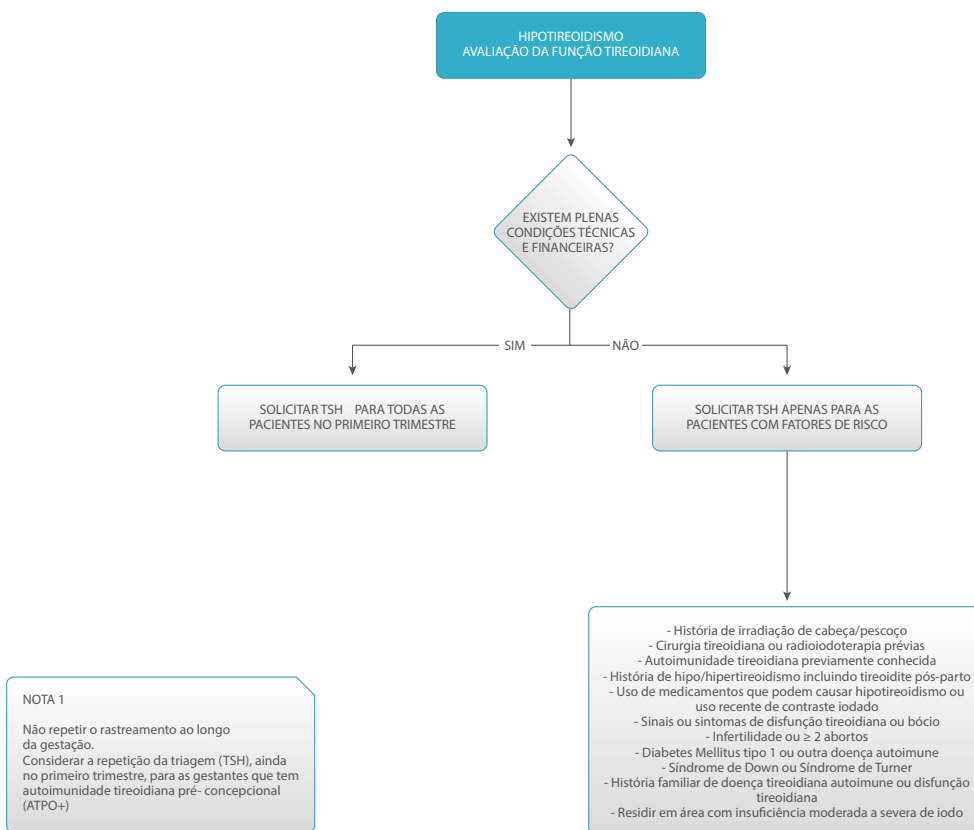 HIPOTIREOIDISMO
AVALIAÇÃO DA FUNÇÃO TIREOIDIANA
EXISTEM PLENAS
CONDIÇÕES TÉCNICAS
E FINANCEIRAS?
SIM
NÃO
SOLICITAR TSH PARA TODAS AS
PACIENTES NO PRIMEIRO TRIMESTRE
SOLICITAR TSH APENAS PARA AS
PACIENTES COM FATORES DE RISCO
- História de irradiação de cabeça/pescoço
- Cirurgia tireoidiana ou radioiodoterapia prévias
- Autoimunidade tireoidiana previamente conhecida
- História de hipo/hipertireoidismo incluindo tireoidite pós-parto
- Uso de medicamentos que podem causar hipotireoidismo ou
uso recente de contraste iodado
- Sinais ou sintomas de disfunção tireoidiana ou bócio
- Infertilidade ou ≥ 2 abortos
- Diabetes Mellitus tipo 1 ou outra doença autoimune
- Síndrome de Down ou Síndrome de Turner
- História familiar de doença tireoidiana autoimune ou disfunção
tireoidiana
- Residir em área com insuficiência moderada a severa de iodo
NOTA 1
Não repetir o rastreamento ao longo
da gestação.
Considerar a repetição da triagem (TSH), ainda
no primeiro trimestre, para as gestantes que tem
autoimunidade tireoidiana pré- concepcional
(ATPO+)